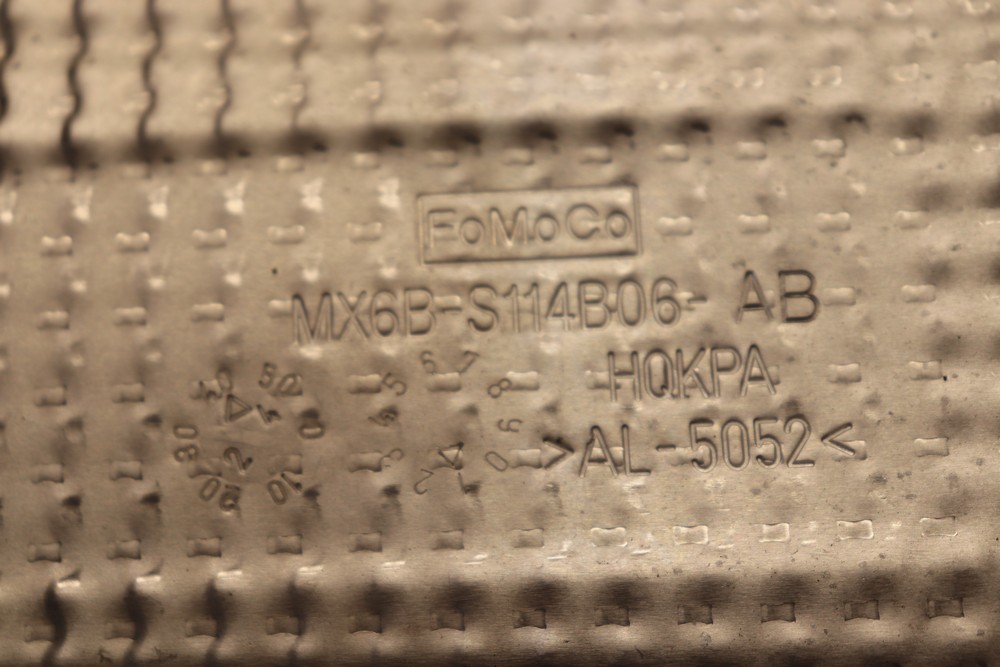 FoMoCo
MX6B-S114B06- AB
HQKPA
>AL-5052<